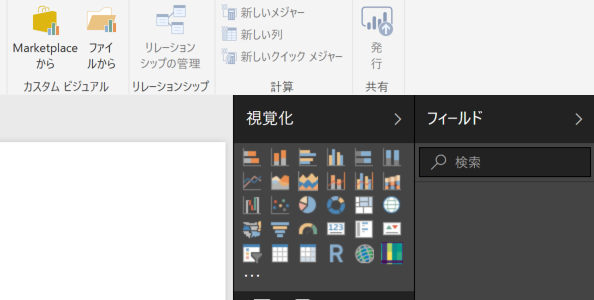 Marketplace
から
ファイ
ルから
カスタム ビジュアル
リレーション
シップの管理
リレーションシップ
新しいメジャー
新しい列
新しいクイック メジャー
計算
発
行
共有
視覚化
フィールド
検索
123
R
...